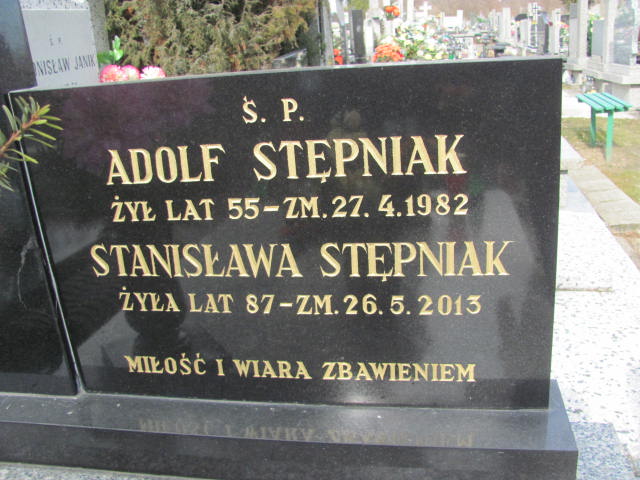 Ś. P.
ADOLF STĘPNIAK
ŻYŁ LAT 55-ZM. 27. 4. 1982
STANISŁAWA STĘPNIAK
ŻYŁA LAT 87-ZM. 26. 5. 2013
MIŁOŚĆ I WIARA ZBAWIENIEM
Ś P
JANIK